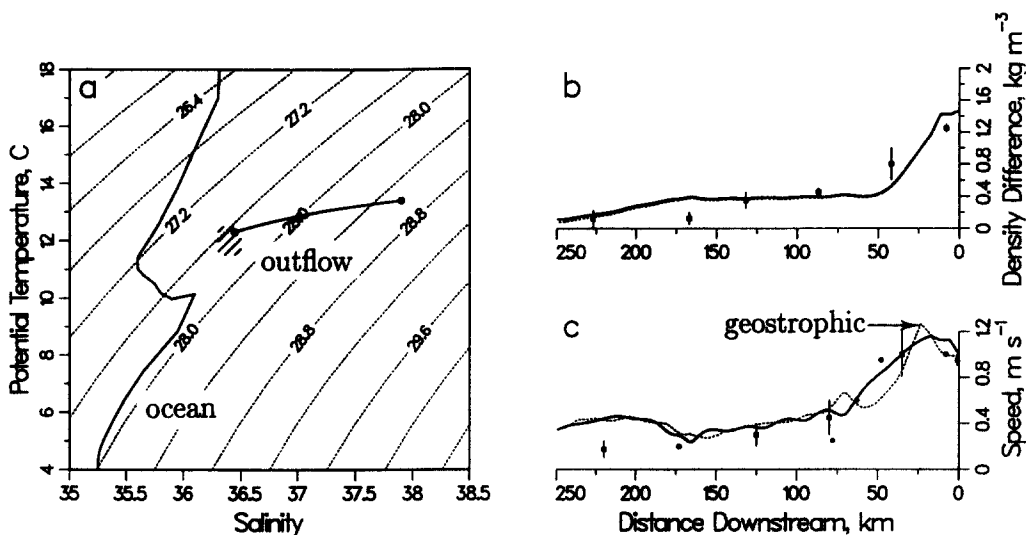 a
18
16
14
12
10
8
6
4
Potential Temperature, C
26.4
27.2
28.0
27.2
28.0
28.8
28.0
28.8
29.6
outflow
ocean
35 35.5 36 36.5 37 37.5 38 38.5
Salinity
b
2
1.6
1.2
0.8
0.4
0
Density Difference, kg m⁻³
250 200 150 100 50 0
c
geostrophic
1.2
0.8
0.4
0
Speed, m s⁻¹
250 200 150 100 50 0
Distance Downstream, km